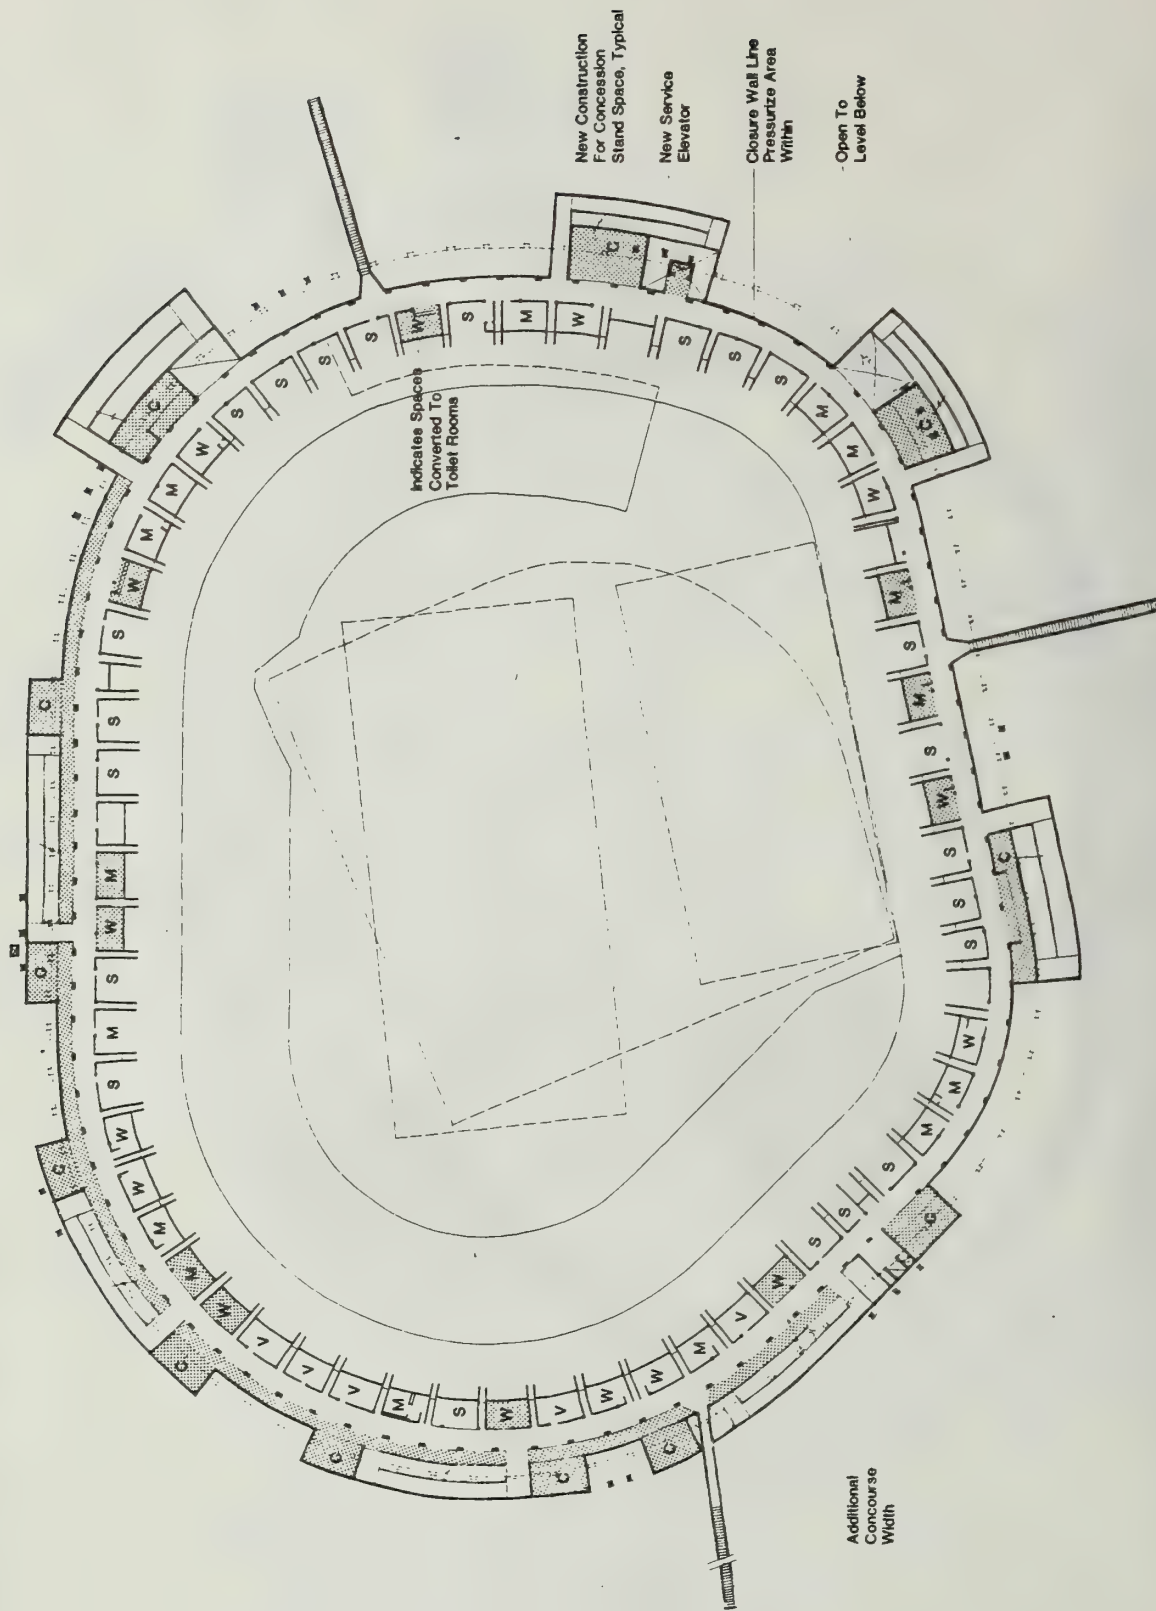 New Construction
For Concession
Stand Space, Typical
New Service
Elevator
Closure Wall Line
Pressurize Area
Within
Open To
Level Below
Indicates Spaces
Converted To
Toilet Rooms
Additional
Concourse
Width
C
C
C
C
C
C
C
C
C
C
C
C
C
W
S
M
W
S
S
S
M
M
W
M
S
M
S
W
S
S
S
W
M
M
S
S
S
W
V
M
W
W
V
W
S
M
V
V
V
W
M
M
W
W
S
M
S
W
M
S
S
S
W
M
M
W
S
S
S
S